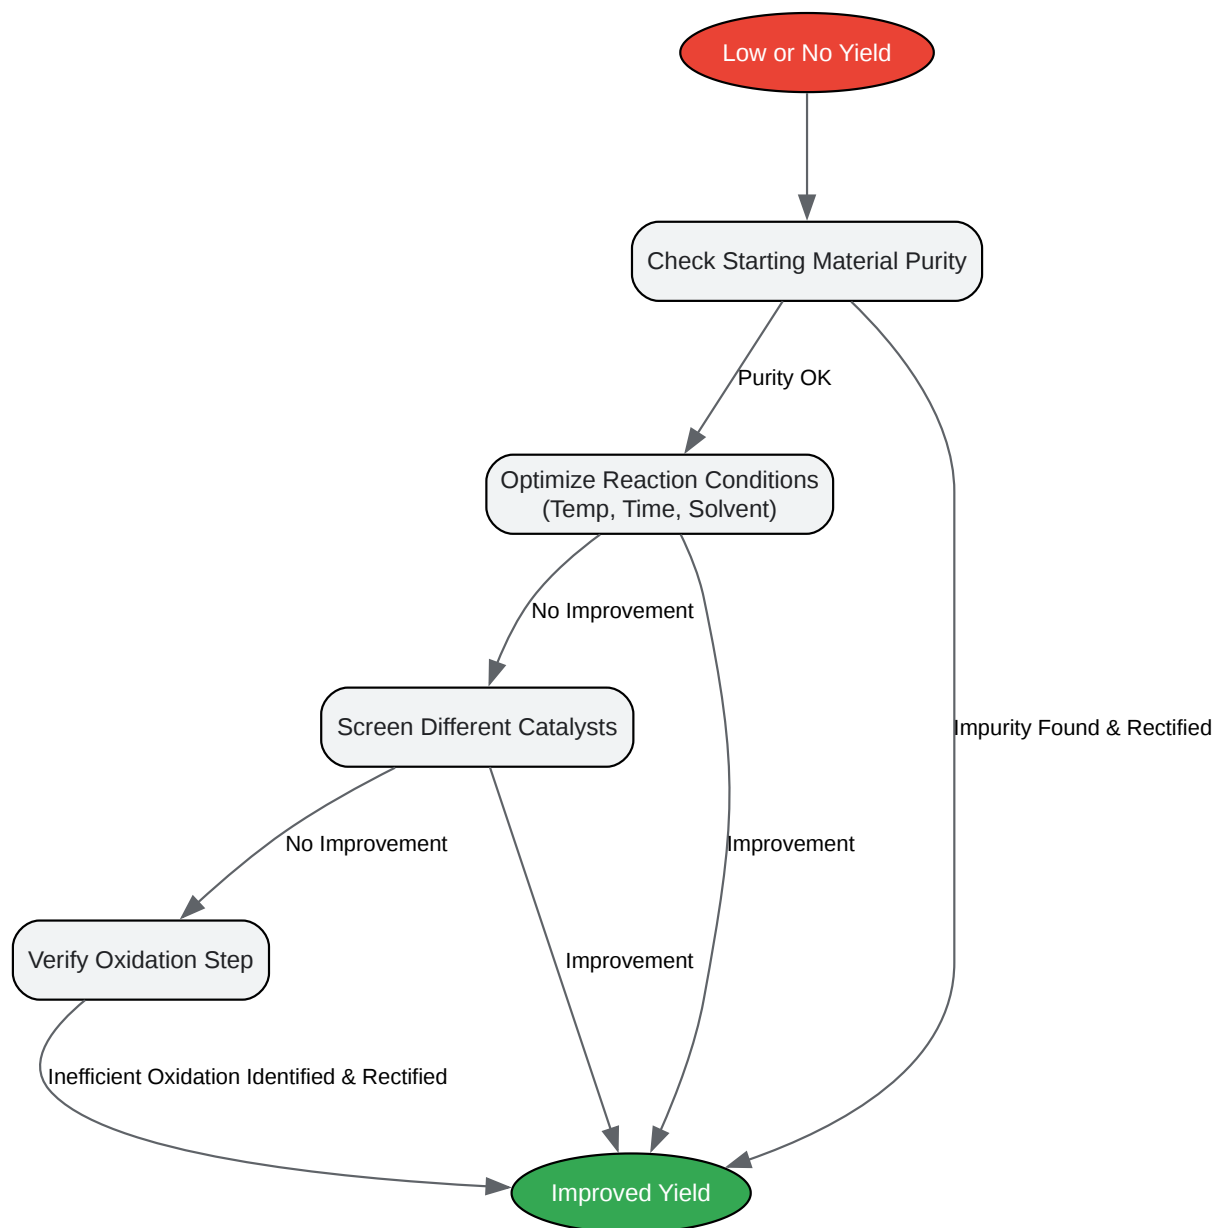 Low or No Yield
Check Starting Material Purity
Purity OK
Optimize Reaction Conditions
(Temp, Time, Solvent)
No Improvement
Screen Different Catalysts
Impurity Found & Rectified
No Improvement
Improvement
Verify Oxidation Step
Improvement
Inefficient Oxidation Identified & Rectified
Improved Yield